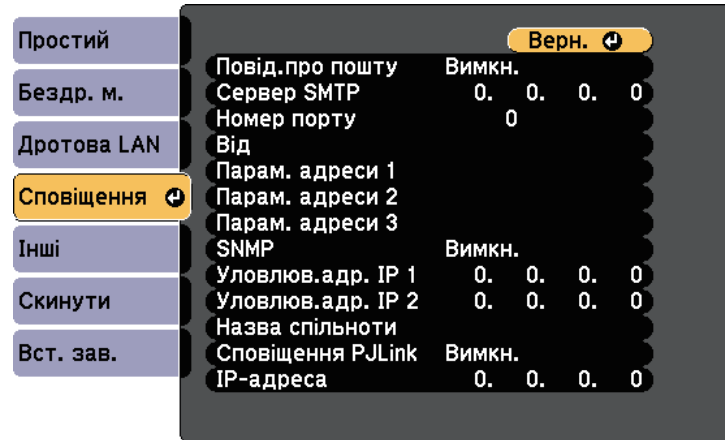 Простий
Бездр. м.
Дротова LAN
Сповіщення
Інші
Скинути
Вст. зав.
Верн.
Повід.про пошту Вимкн.
Сервер SMTP 0. 0. 0. 0
Номер порту 0
Від
Парам. адреси 1
Парам. адреси 2
Парам. адреси 3
SNMP Вимкн.
Уловлюв.адр. IP 1 0. 0. 0. 0
Уловлюв.адр. IP 2 0. 0. 0. 0
Назва спільноти
Сповіщення PJLink Вимкн.
IP-адреса 0. 0. 0. 0